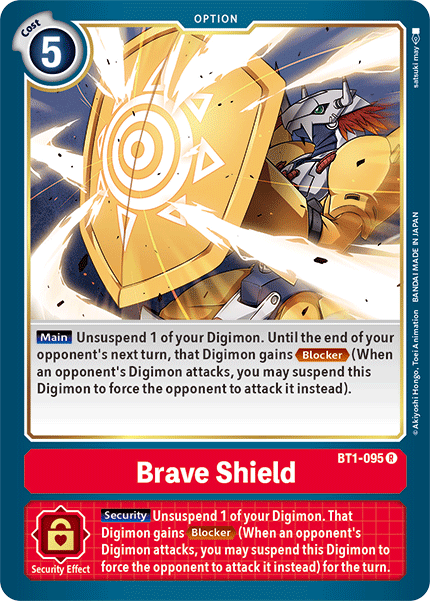 OPTION
Cost
5
satsuki may
©Akiyoshi Hongo, Toei Animation BANDAI MADE IN JAPAN
Main Unsuspend 1 of your Digimon. Until the end of your
opponent's next turn, that Digimon gains Blocker (When
an opponent's Digimon attacks, you may suspend this
Digimon to force the opponent to attack it instead).
BT1-095 R
Brave Shield
Security Unsuspend 1 of your Digimon. That
Digimon gains Blocker (When an opponent's
Digimon attacks, you may suspend this Digimon to
force the opponent to attack it instead) for the turn.
Security Effect